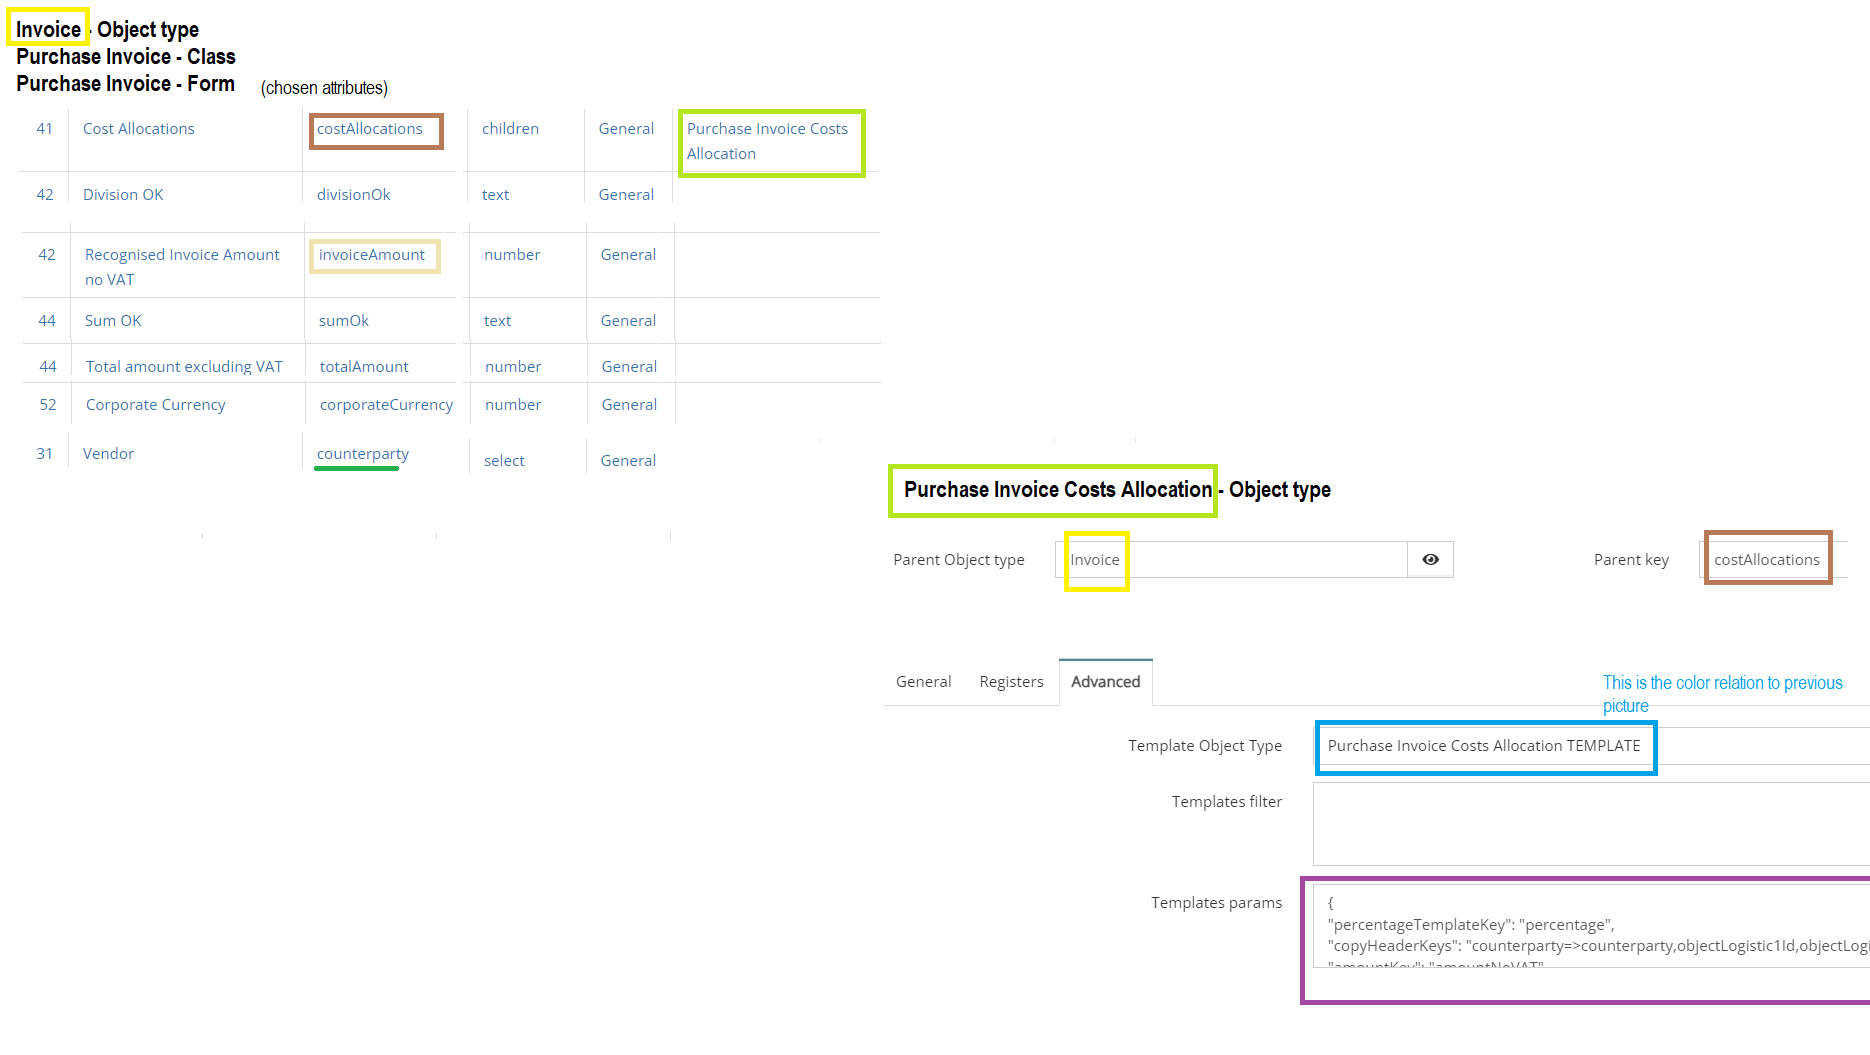 Invoice - Object type
Purchase Invoice - Class
Purchase Invoice - Form (chosen attributes)
41 Cost Allocations costAllocations children General Purchase Invoice Costs
Allocation
42 Division OK divisionOk text General
42 Recognised Invoice Amount invoiceAmount number General
no VAT
44 Sum OK sumOk text General
44 Total amount excluding VAT totalAmount number General
52 Corporate Currency corporateCurrency number General
31 Vendor counterparty select General
Purchase Invoice Costs Allocation - Object type
Parent Object type Invoice Parent key costAllocations
General Registers Advanced
This is the color relation to previous
picture
Template Object Type Purchase Invoice Costs Allocation TEMPLATE
Templates filter
Templates params {
"percentageTemplateKey": "percentage",
"copyHeaderKeys": "counterparty=>counterparty,objectLogistic1Id,objectLogi
"amountKey": "amountNoVAT"